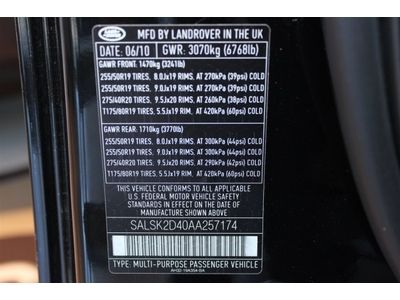 LAND ROVER
MFD BY LANDROVER IN THE UK
DATE: 06/10 GWR: 3070kg (6768lb)
GAWR FRONT: 1470kg (3241lb)
255/50R19 TIRES, 8.0Jx19 RIMS, AT 270kPa (39psi) COLD
255/50R19 TIRES, 9.0Jx19 RIMS, AT 270kPa (39psi) COLD
275/40R20 TIRES, 9.5Jx20 RIMS, AT 260kPa (38psi) COLD
T175/80R19 TIRES, 5.5Jx19 RIMS, AT 420kPa (60psi) COLD
GAWR REAR: 1710kg (3770lb)
255/50R19 TIRES, 8.0Jx19 RIMS, AT 300kPa (44psi) COLD
255/50R19 TIRES, 9.0Jx19 RIMS, AT 300kPa (44psi) COLD
275/40R20 TIRES, 9.5Jx20 RIMS, AT 290kPa (42psi) COLD
T175/80R19 TIRES, 5.5Jx19 RIMS, AT 420kPa (60psi) COLD
THIS VEHICLE CONFORMS TO ALL APPLICABLE
U.S. FEDERAL MOTOR VEHICLE SAFETY
STANDARDS IN EFFECT ON THE DATE OF
MANUFACTURE SHOWN ABOVE
SALSK2D40AA257174
TYPE: MULTI-PURPOSE PASSENGER VEHICLE